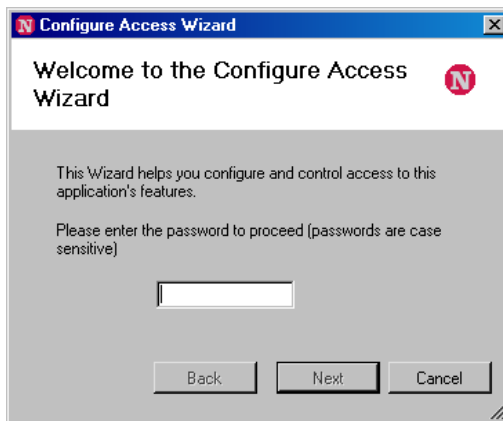 N Configure Access Wizard
Welcome to the Configure Access
Wizard
N
This Wizard helps you configure and control access to this
application's features.
Please enter the password to proceed (passwords are case
sensitive)
Back Next Cancel